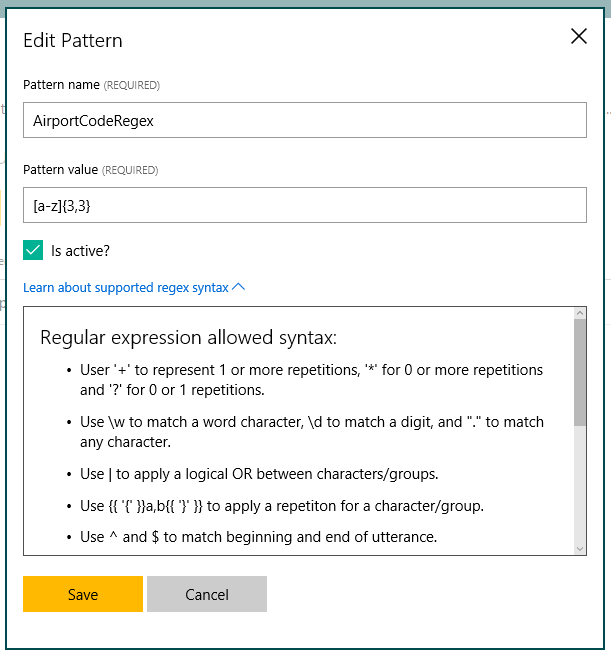 Edit Pattern
Pattern name (REQUIRED)
AirportCodeRegex
Pattern value (REQUIRED)
[a-z]{3,3}
Is active?
Learn about supported regex syntax
Regular expression allowed syntax:
• User '+' to represent 1 or more repetitions, '*' for 0 or more repetitions
and '?' for 0 or 1 repetitions.
• Use \w to match a word character, \d to match a digit, and "." to match
any character.
• Use | to apply a logical OR between characters/groups.
• Use {{ '{' }}a,b{{ '}' }} to apply a repetiton for a character/group.
• Use ^ and $ to match beginning and end of utterance.
Save Cancel